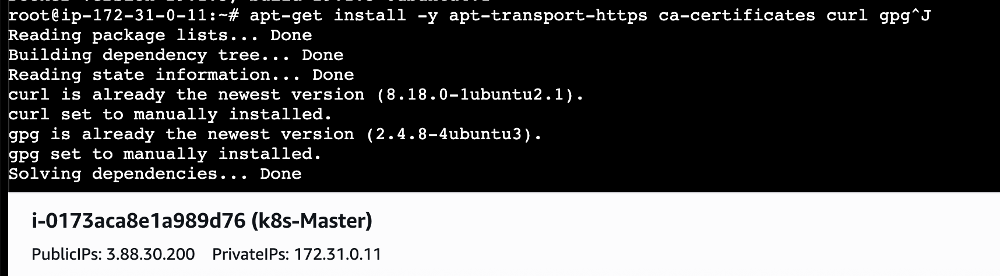 root@ip-172-31-0-11:~# apt-get install -y apt-transport-https ca-certificates curl gpg^J
Reading package lists... Done
Building dependency tree... Done
Reading state information... Done
curl is already the newest version (8.18.0-1ubuntu2.1).
curl set to manually installed.
gpg is already the newest version (2.4.8-4ubuntu3).
gpg set to manually installed.
Solving dependencies... Done
i-0173aca8e1a989d76 (k8s-Master)
PublicIPs: 3.88.30.200 PrivateIPs: 172.31.0.11